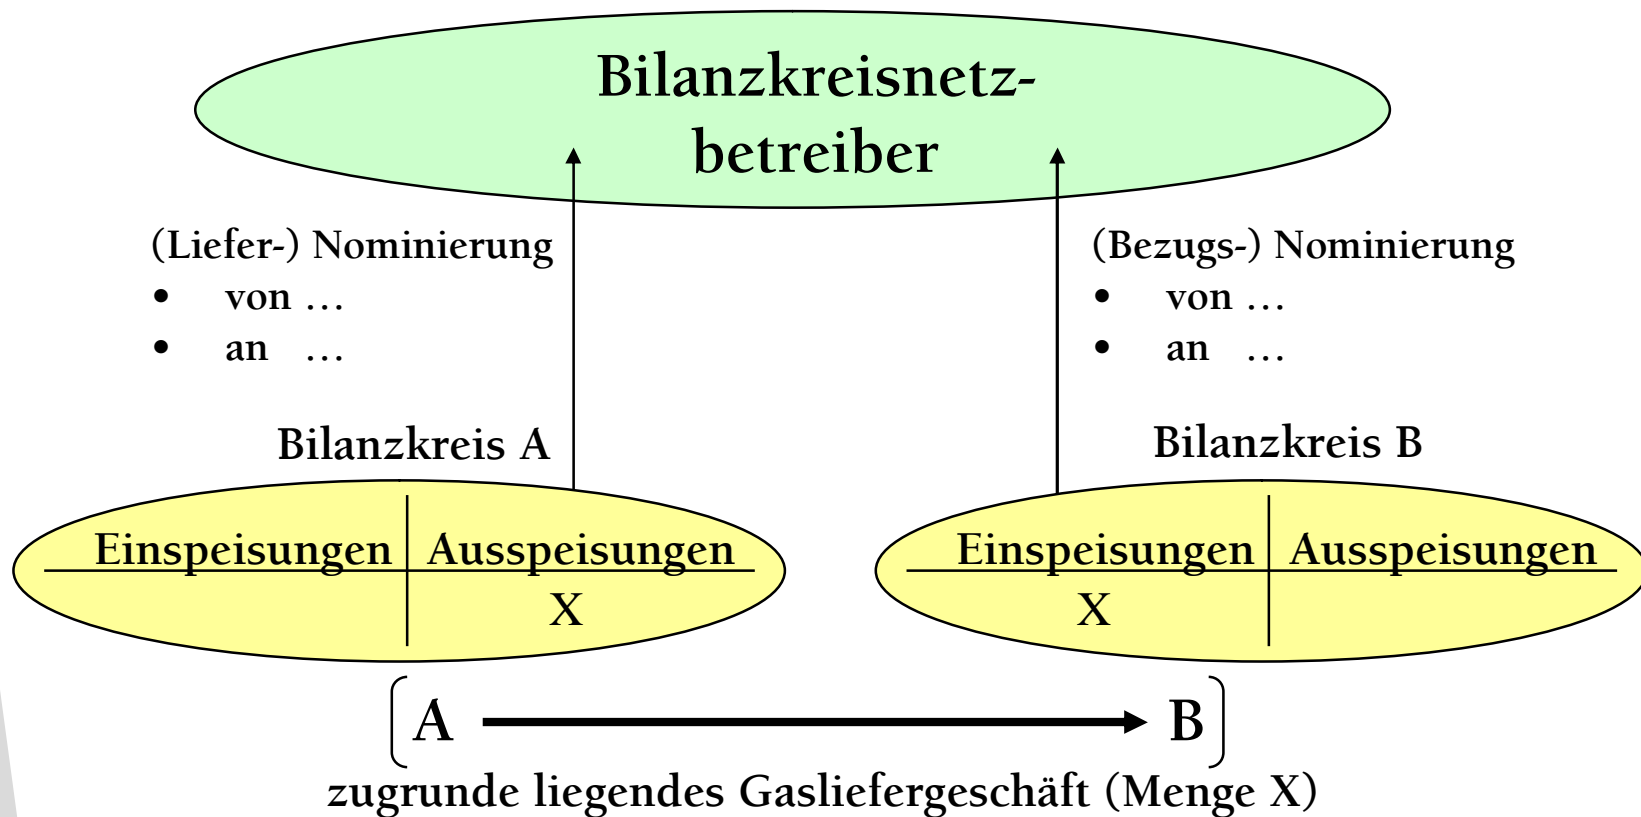 Bilanzkreisnetz-
betreiber
(Liefer-) Nominierung
• von …
• an …
(Bezugs-) Nominierung
• von …
• an …
Bilanzkreis A
Bilanzkreis B
Einspeisungen Ausspeisungen
X
Einspeisungen Ausspeisungen
X
A B
zugrunde liegendes Gasliefergeschäft (Menge X)